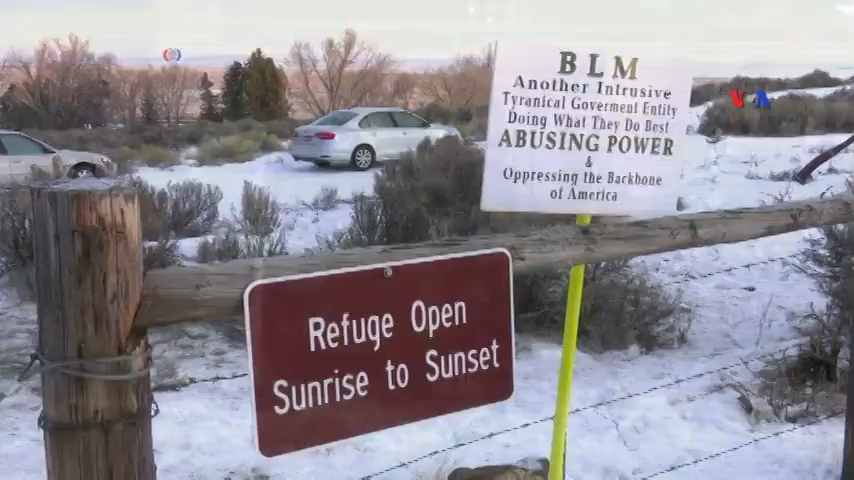 BLM
Another Intrusive
Tyranical Goverment Entity
Doing What They Do Best
ABUSING POWER
&
Oppressing the Backbone
of America
VOA
Refuge Open
Sunrise to Sunset